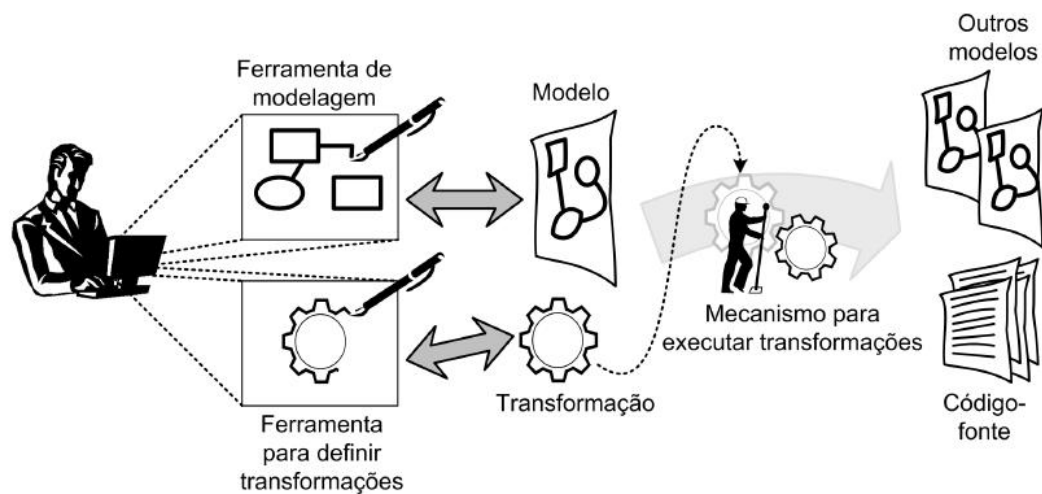 Ferramenta de
modelagem
Modelo
Outros
modelos
Mecanismo para
executar transformações
Transformação
Ferramenta
para definir
transformações
Código-
fonte